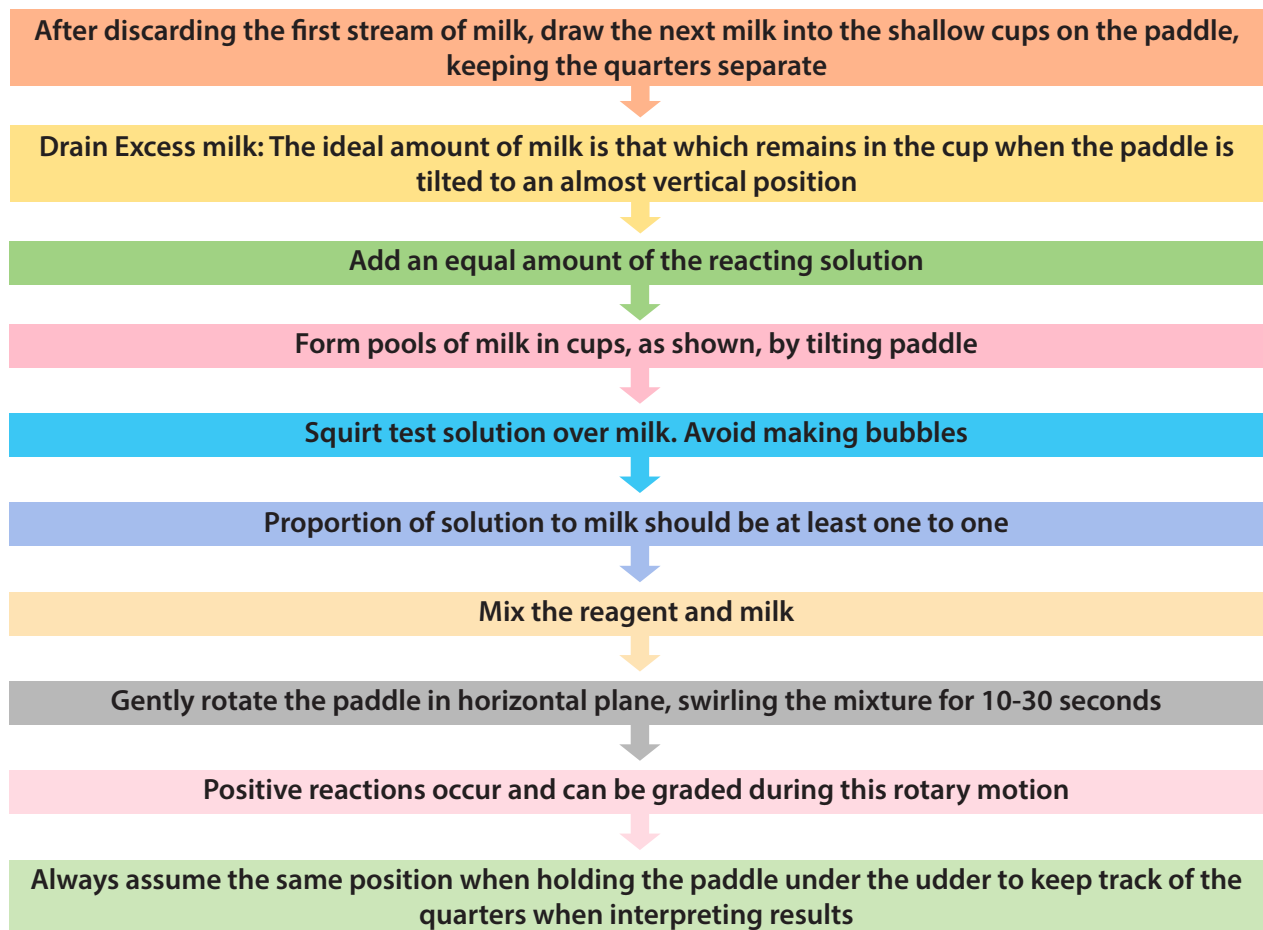 After discarding the first stream of milk, draw the next milk into the shallow cups on the paddle,
keeping the quarters separate
Drain Excess milk: The ideal amount of milk is that which remains in the cup when the paddle is
tilted to an almost vertical position
Add an equal amount of the reacting solution
Form pools of milk in cups, as shown, by tilting paddle
Squirt test solution over milk. Avoid making bubbles
Proportion of solution to milk should be at least one to one
Mix the reagent and milk
Gently rotate the paddle in horizontal plane, swirling the mixture for 10-30 seconds
Positive reactions occur and can be graded during this rotary motion
Always assume the same position when holding the paddle under the udder to keep track of the
quarters when interpreting results